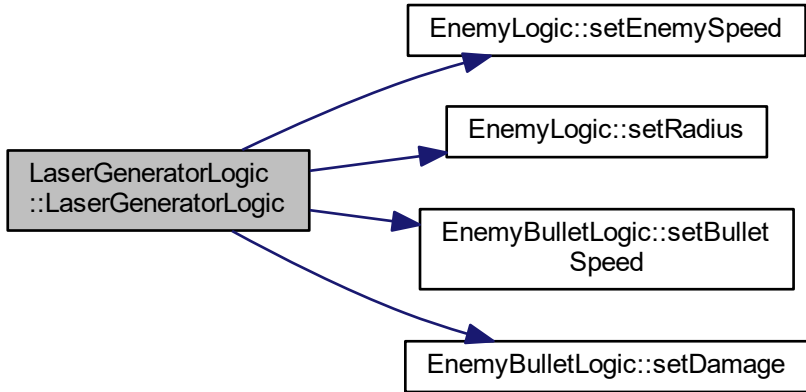 EnemyLogic::setEnemySpeed
EnemyLogic::setRadius
LaserGeneratorLogic
::LaserGeneratorLogic
EnemyBulletLogic::setBullet
Speed
EnemyBulletLogic::setDamage